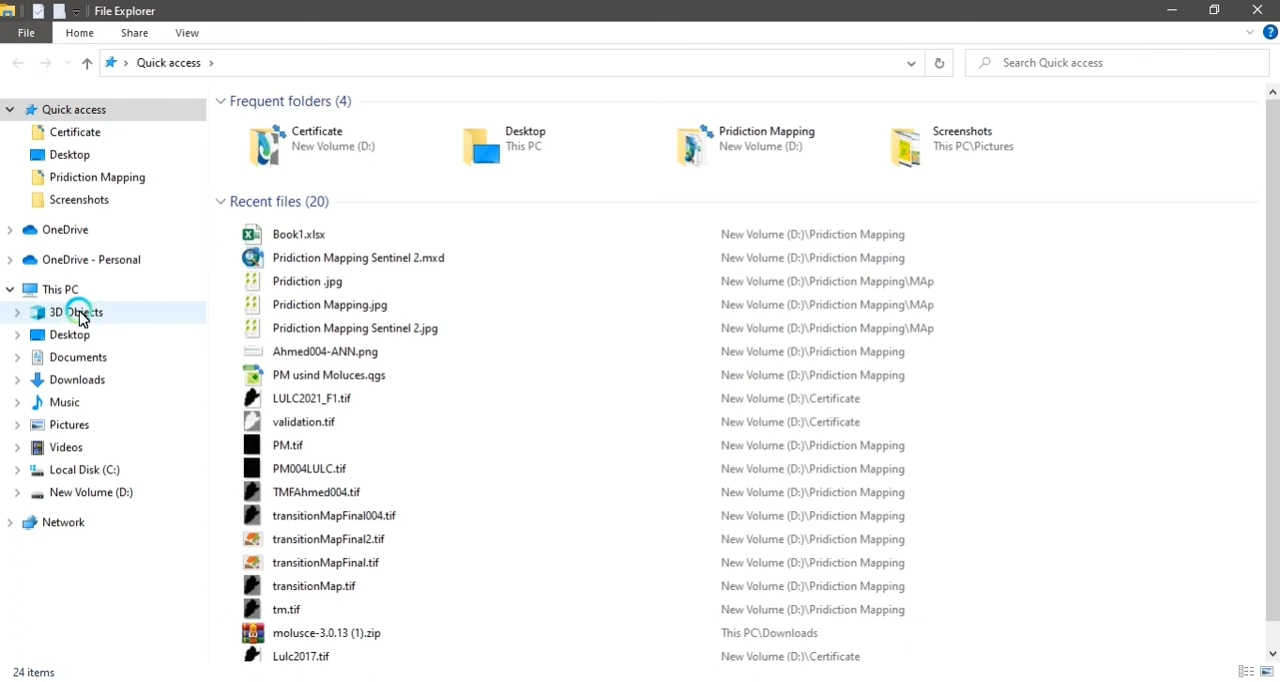 File Explorer
File Home Share View
Quick access
Search Quick access
Quick access
Certificate
Desktop
Pridiction Mapping
Screenshots
OneDrive
OneDrive - Personal
This PC
3D Objects
Desktop
Documents
Downloads
Music
Pictures
Videos
Local Disk (C:)
New Volume (D:)
Network
Frequent folders (4)
Certificate
New Volume (D:)
Desktop
This PC
Pridiction Mapping
New Volume (D:)
Screenshots
This PC\Pictures
Recent files (20)
Book1.xlsx New Volume (D:)\Pridiction Mapping
Pridiction Mapping Sentinel 2.mxd New Volume (D:)\Pridiction Mapping
Pridiction .jpg New Volume (D:)\Pridiction Mapping\MAp
Pridiction Mapping.jpg New Volume (D:)\Pridiction Mapping\MAp
Pridiction Mapping Sentinel 2.jpg New Volume (D:)\Pridiction Mapping\MAp
Ahmed004-ANN.png New Volume (D:)\Pridiction Mapping
PM usind Moluces.qgs New Volume (D:)\Pridiction Mapping
LULC2021_F1.tif New Volume (D:)\Certificate
validation.tif New Volume (D:)\Certificate
PM.tif New Volume (D:)\Pridiction Mapping
PM004LULC.tif New Volume (D:)\Pridiction Mapping
TMFAhmed004.tif New Volume (D:)\Pridiction Mapping
transitionMapFinal004.tif New Volume (D:)\Pridiction Mapping
transitionMapFinal2.tif New Volume (D:)\Pridiction Mapping
transitionMapFinal.tif New Volume (D:)\Pridiction Mapping
transitionMap.tif New Volume (D:)\Pridiction Mapping
tm.tif New Volume (D:)\Pridiction Mapping
molusce-3.0.13 (1).zip This PC\Downloads
Lulc2017.tif New Volume (D:)\Certificate
24 items